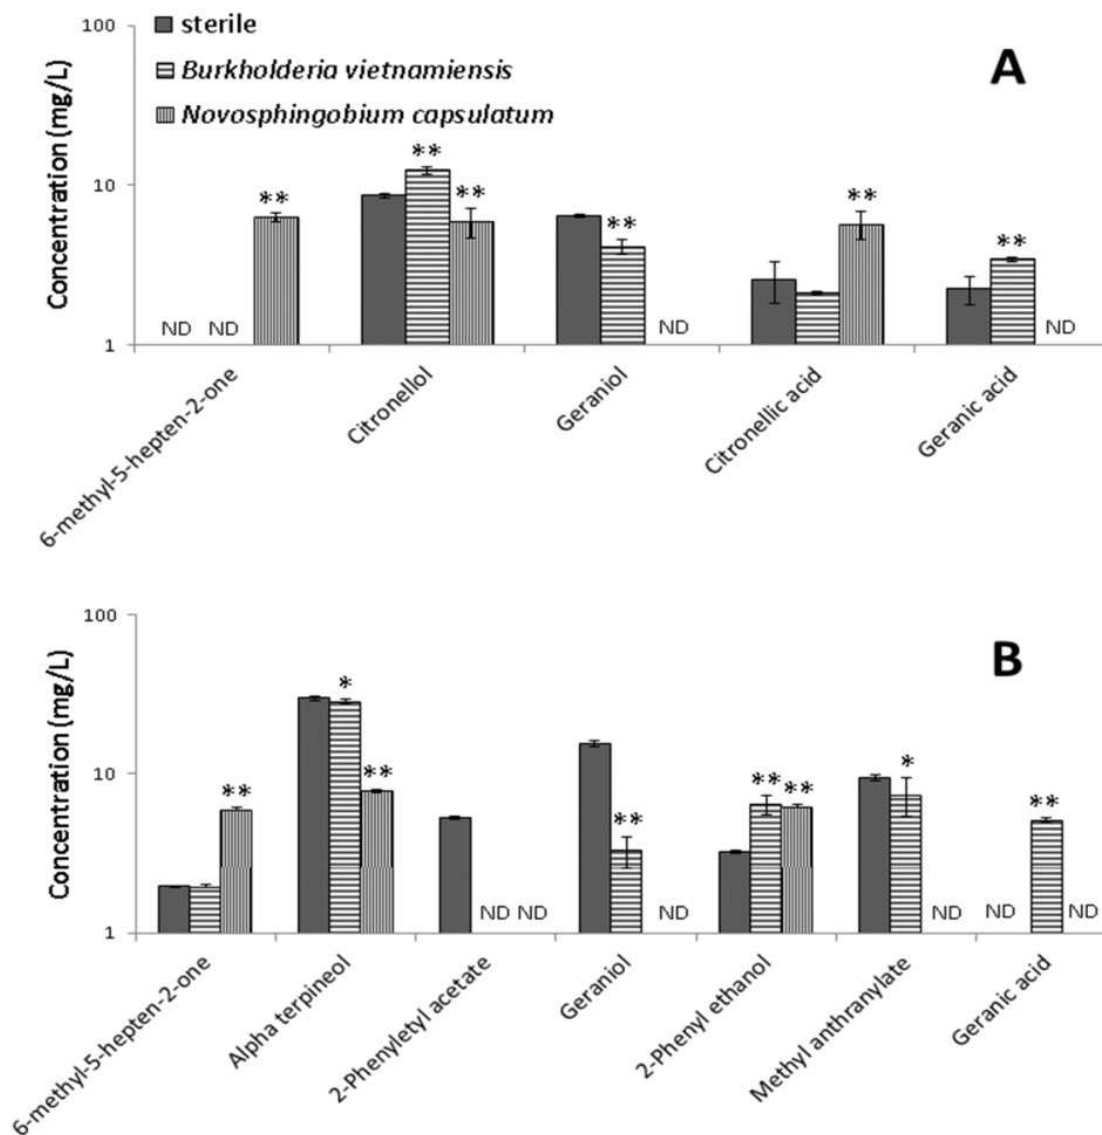 100
sterile
Burkholderia vietnamiensis
Novosphingobium capsulatum
A
Concentration (mg/L)
10
1
** ** ** ** ** **
ND ND ND ND
6-methyl-5-hepten-2-one
Citronellol
Geraniol
Citronellic acid
Geranic acid
100
B
Concentration (mg/L)
10
1
** * ** ** ** ** * **
ND ND ND ND ND ND
6-methyl-5-hepten-2-one
Alpha terpineol
2-Phenyletyl acetate
Geraniol
2-Phenyl ethanol
Methyl anthranylate
Geranic acid